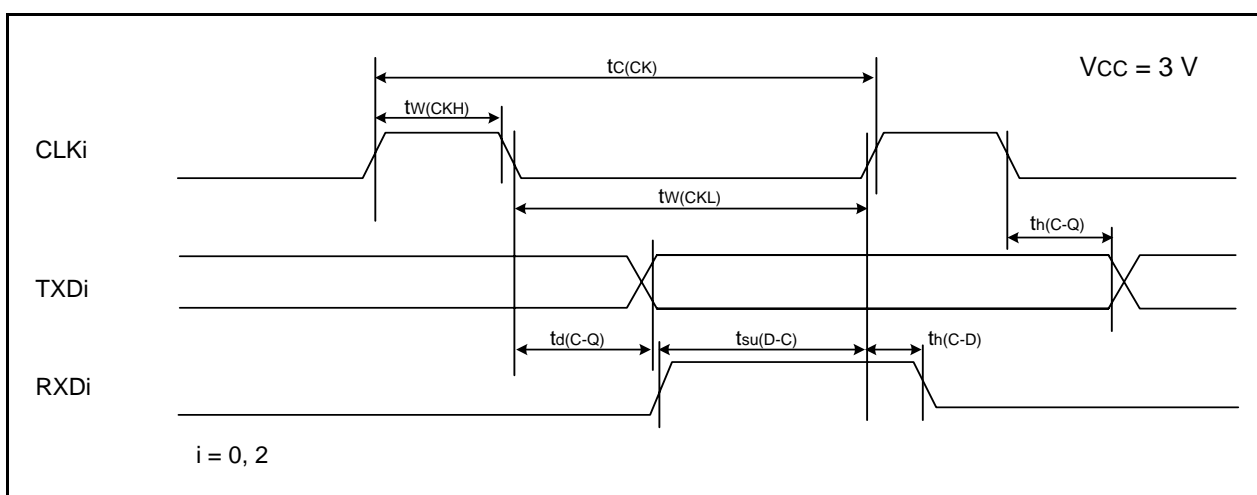 tC(CK)
VCC = 3 V
tW(CKH)
CLKi
tW(CKL)
th(C-Q)
TXDi
td(C-Q)
tsu(D-C)
th(C-D)
RXDi
i = 0, 2